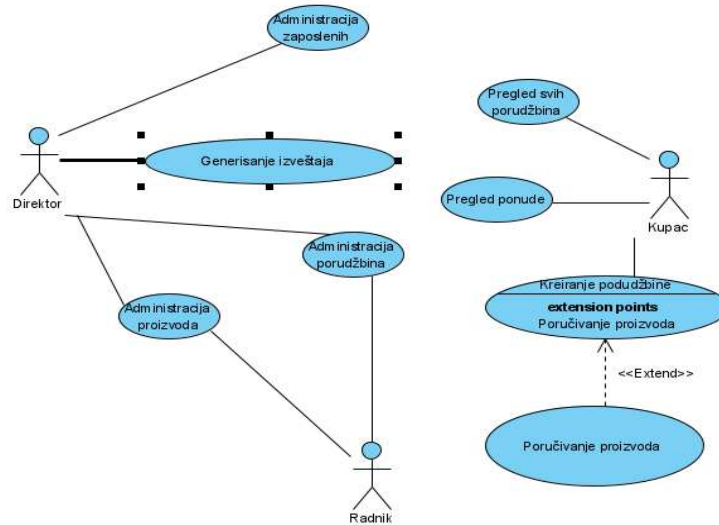 Administracija
zaposlenih
Pregled svih
porudžbina
Generisanje izveštaja
Direktor
Pregled ponude
Kupac
Administracija
porudžbina
Kreiranje podudžbine
extension points
Poručivanje proizvoda
Administracija
proizvoda
<<Extend>>
Poručivanje proizvoda
Radnik